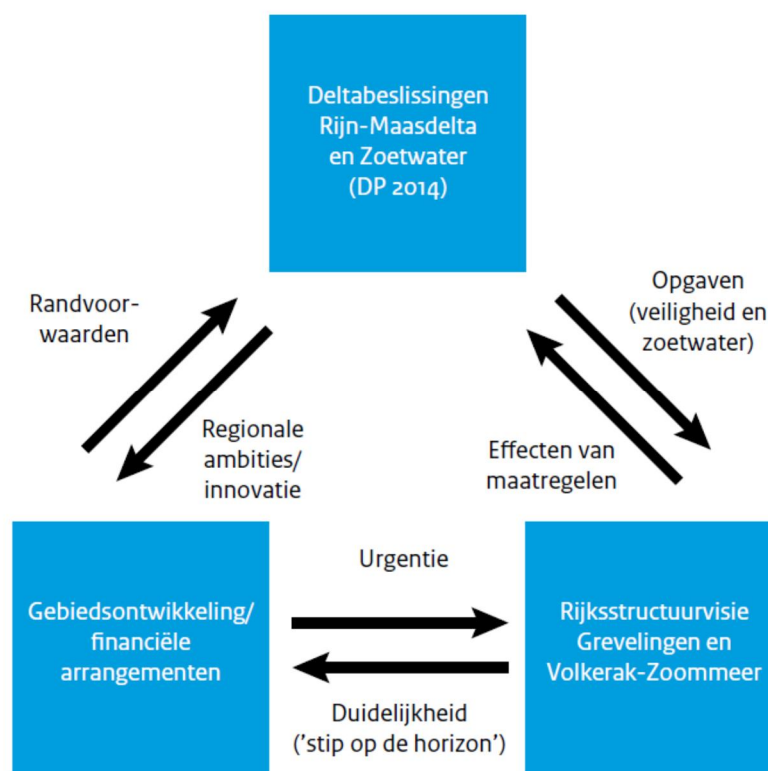 Deltabeslissingen
Rijn-Maasdelta
en Zoetwater
(DP 2014)
Randvoor-
waarden
Opgaven
(veiligheid en
zoetwater)
Regionale
ambities/
innovatie
Effecten van
maatregelen
Gebiedsontwikkeling/
financiële
arrangementen
Urgentie
Duidelijkheid
('stip op de horizon')
Rijksstructuurvisie
Grevelingen en
Volkerak-Zoommeer